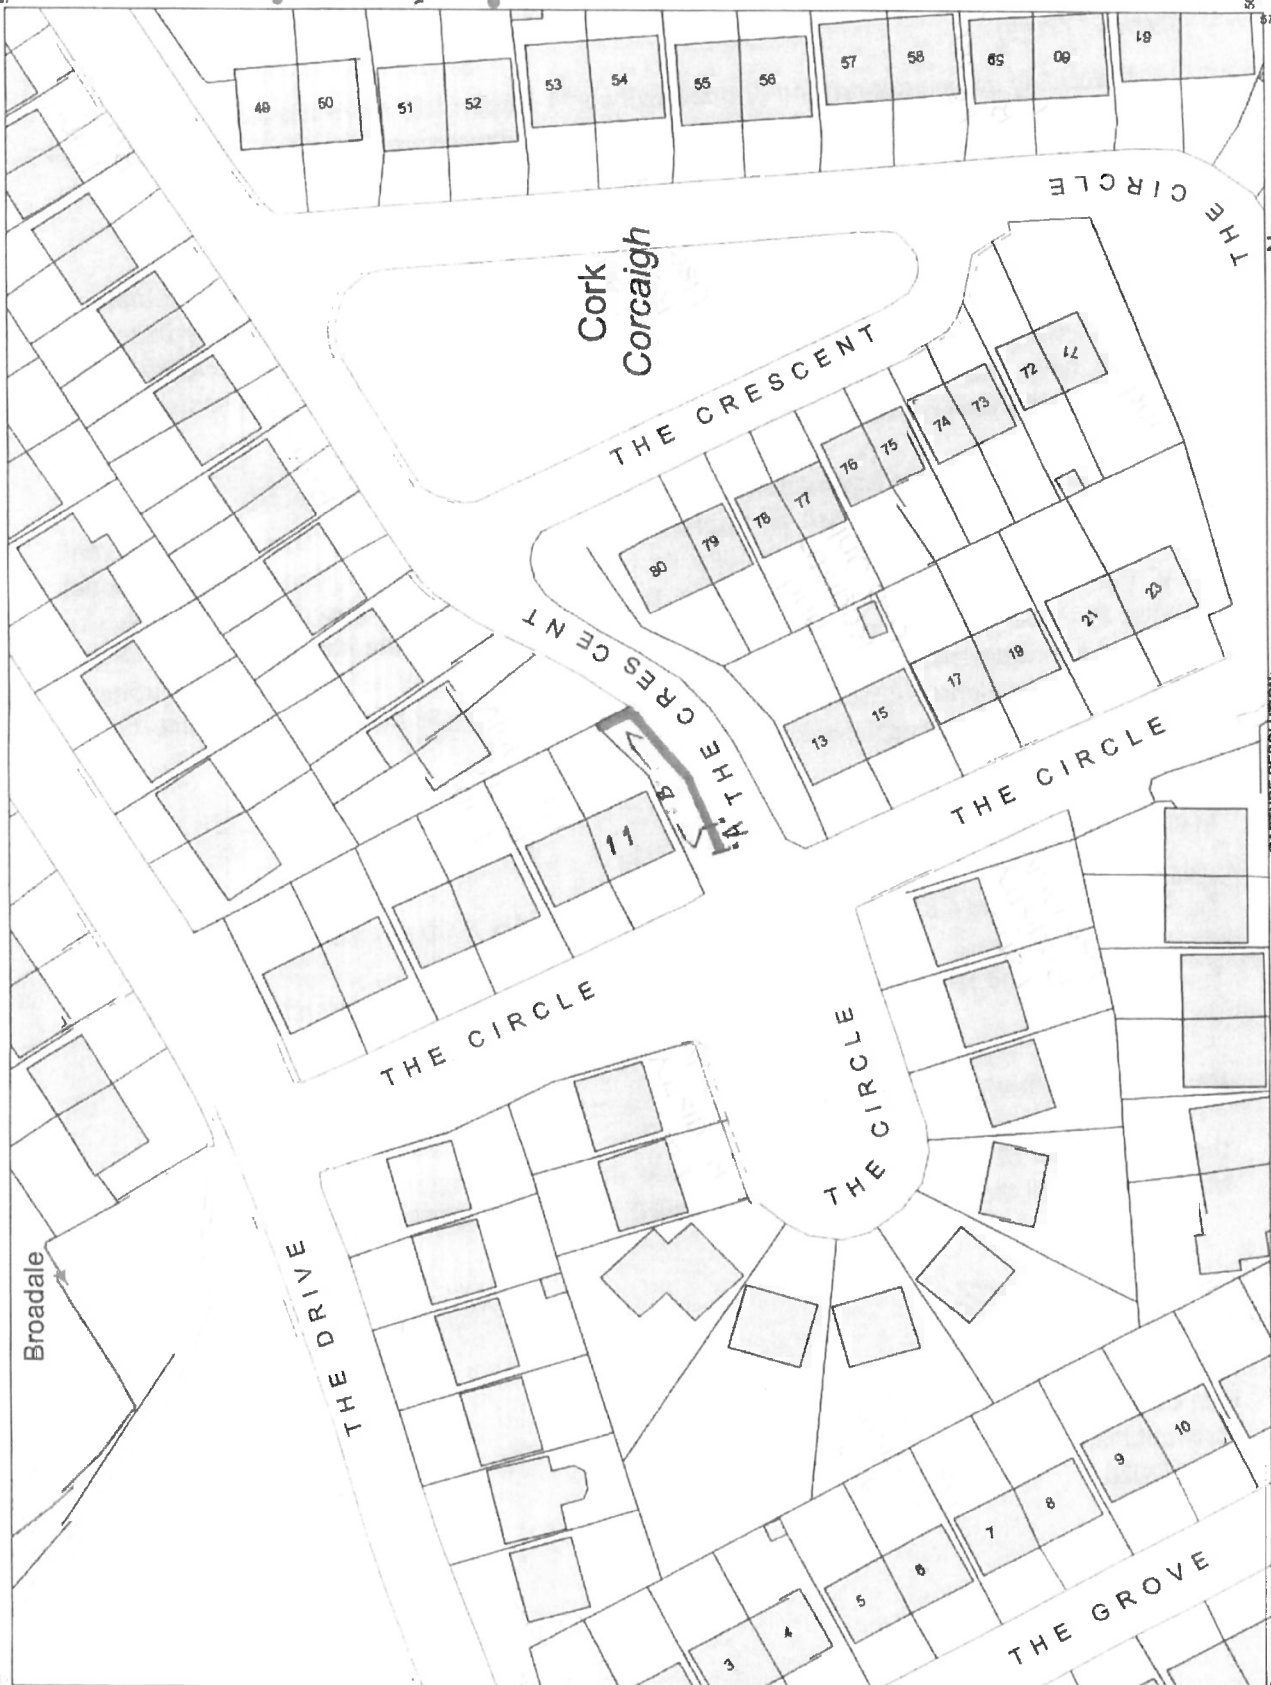 49 50 51 52 53 54 55 56 57 58 59 60 61
THE CIRCLE
Cork
Corcaigh
THE CRESCENT
72 71
74 73
76 75
78 77
80 79
THE CRESCENT
13 15 17 19 21 23
"A"
"B"
11
THE CIRCLE
THE CIRCLE
THE CIRCLE
Broadale
THE DRIVE
3 4 5 6 7 8 9 10
THE GROVE